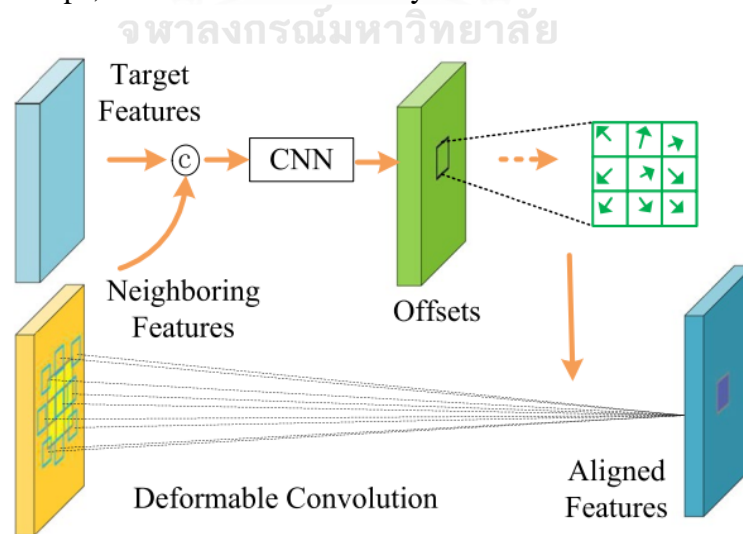 จุฬาลงกรณ์มหาวิทยาลัย
Target
Features
C
CNN
Neighboring
Features
Offsets
Aligned
Features
Deformable Convolution